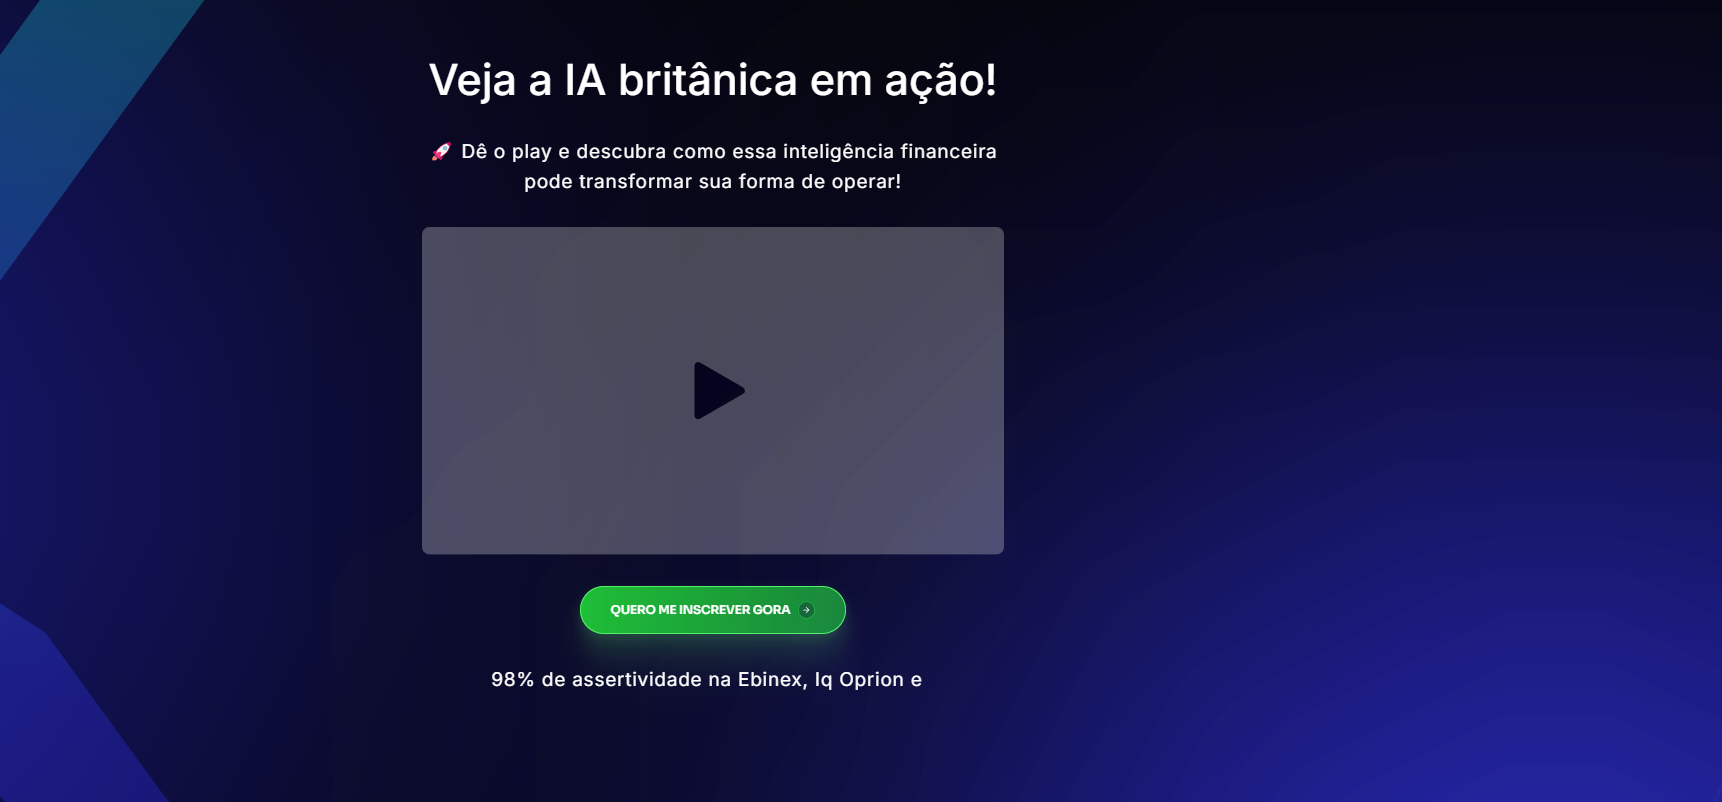 Veja a IA britânica em ação!
🚀 Dê o play e descubra como essa inteligência financeira
pode transformar sua forma de operar!
QUERO ME INSCREVER GORA
98% de assertividade na Ebinex, Iq Oprion e